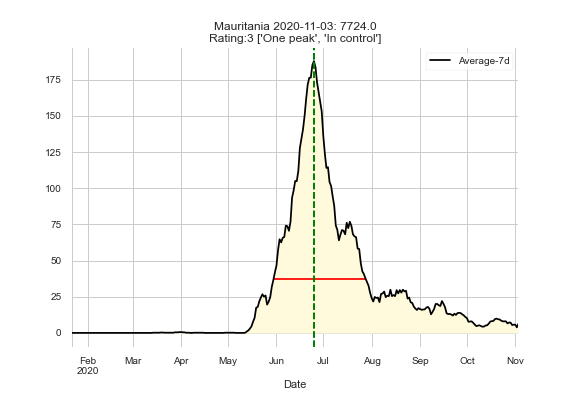 Mauritania 2020-11-03: 7724.0
Rating:3 ['One peak', 'In control']
Average-7d
175
150
125
100
75
50
25
0
Feb Mar Apr May Jun Jul Aug Sep Oct Nov
2020
Date